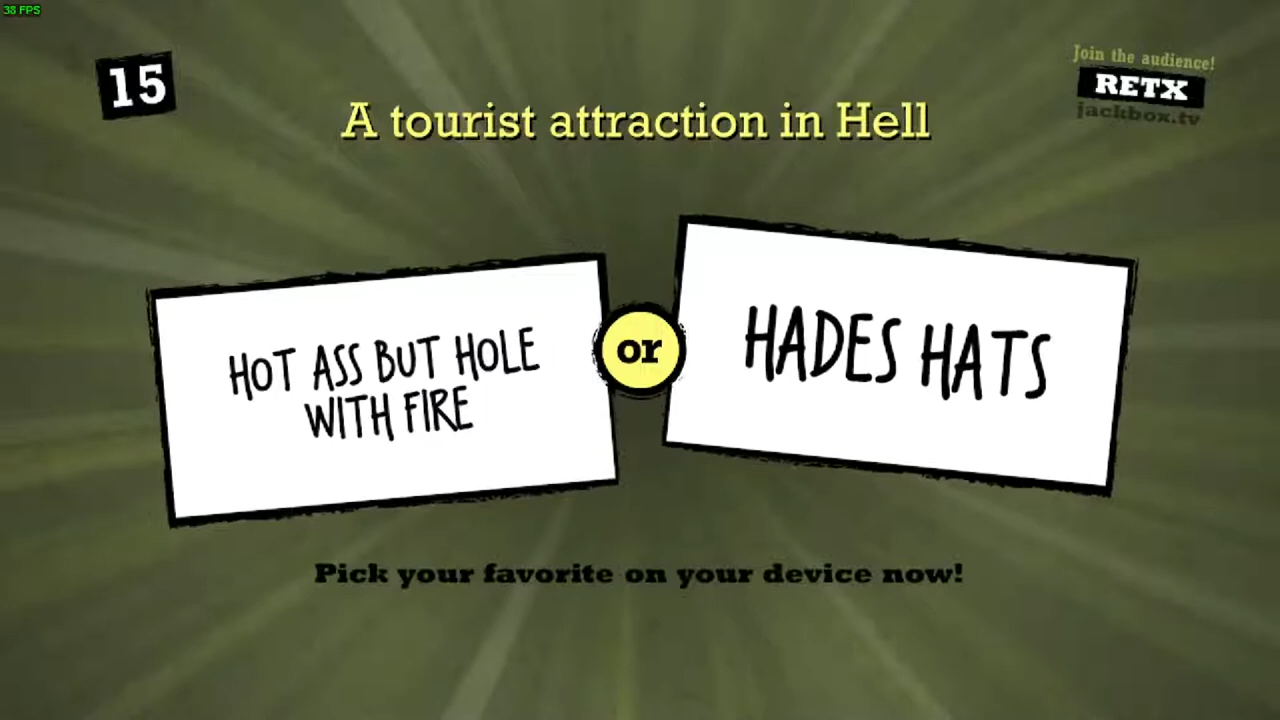 38 FPS
15
Join the audience!
RETX
jackbox.tv
A tourist attraction in Hell
HOT ASS BUT HOLE
WITH FIRE
or
HADES HATS
Pick your favorite on your device now!